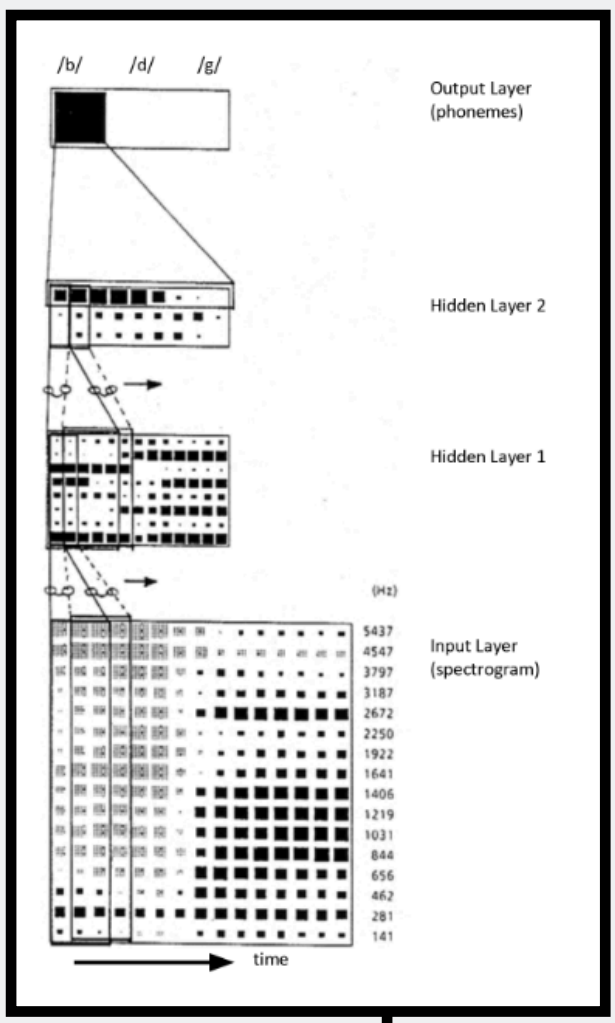 /b/ /d/ /g/
Output Layer
(phonemes)
Hidden Layer 2
Hidden Layer 1
(Hz)
5437
Input Layer
(spectrogram)
4547
3797
3187
2672
2250
1922
1641
1406
1219
1031
844
656
462
281
141
time